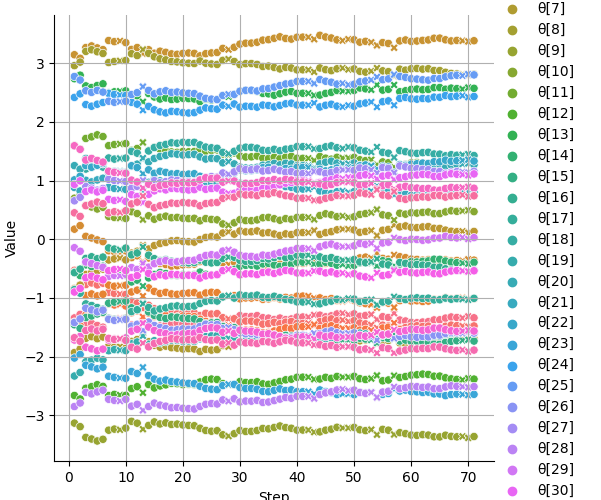 Value
3
2
1
0
−1
−2
−3
0
10
20
30
40
50
60
70
Step
θ[7]
θ[8]
θ[9]
θ[10]
θ[11]
θ[12]
θ[13]
θ[14]
θ[15]
θ[16]
θ[17]
θ[18]
θ[19]
θ[20]
θ[21]
θ[22]
θ[23]
θ[24]
θ[25]
θ[26]
θ[27]
θ[28]
θ[29]
θ[30]